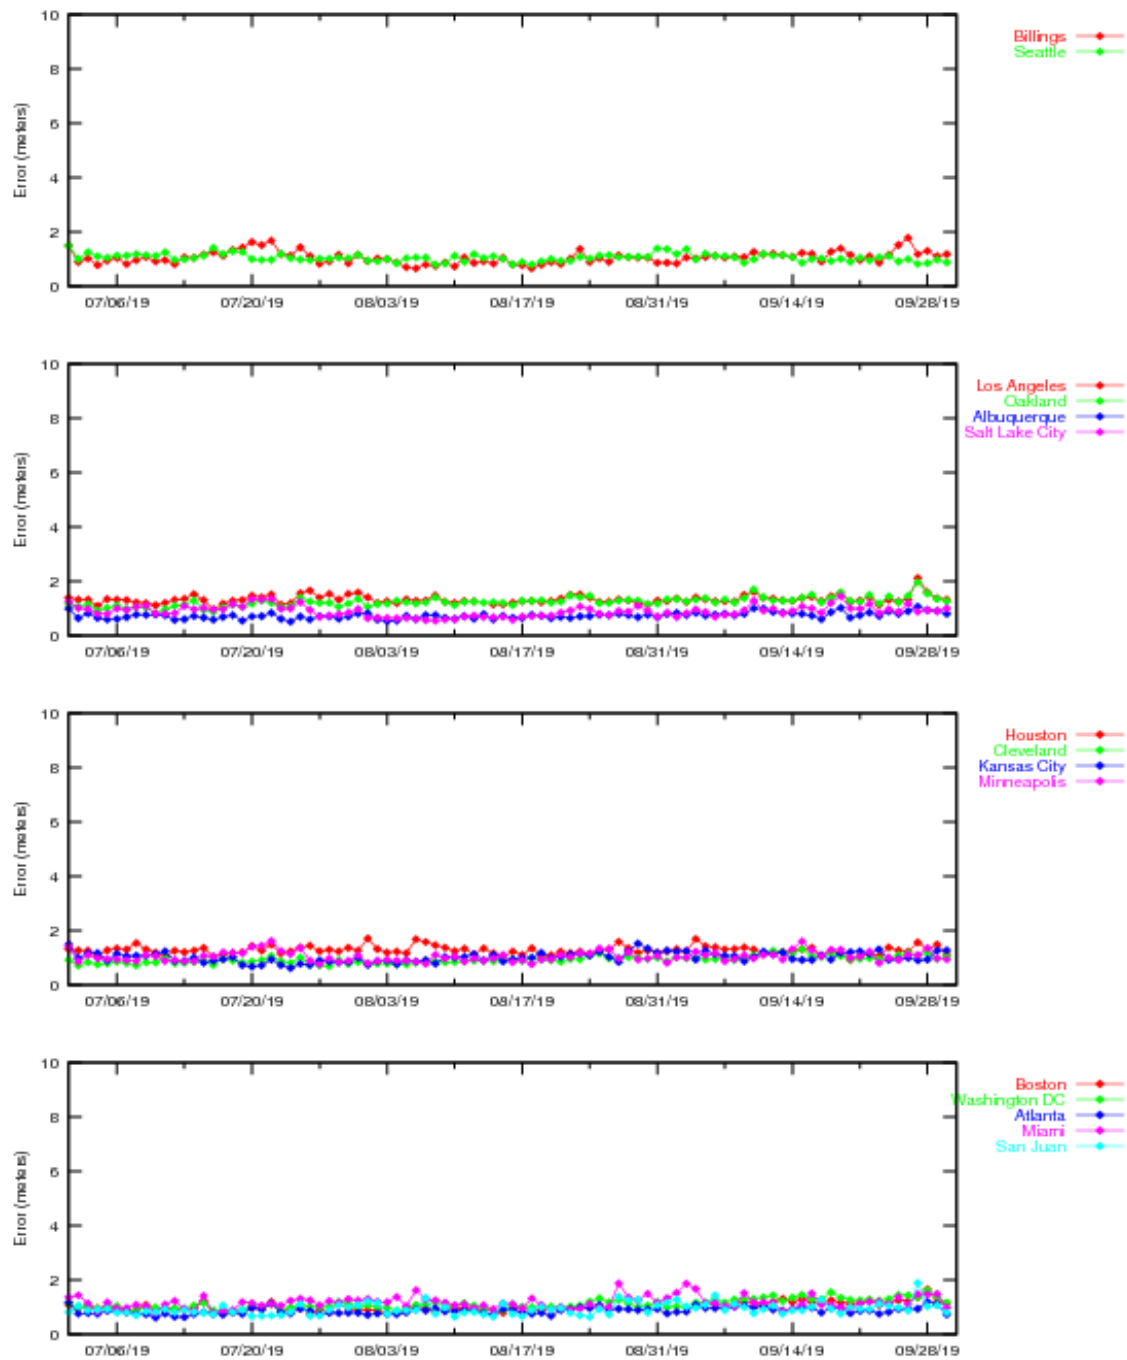 10
8
6
4
2
0
Error (meters)
07/06/19 07/20/19 08/03/19 08/17/19 08/31/19 09/14/19 09/28/19
Billings
Seattle
10
8
6
4
2
0
Error (meters)
07/06/19 07/20/19 08/03/19 08/17/19 08/31/19 09/14/19 09/28/19
Los Angeles
Oakland
Albuquerque
Salt Lake City
10
8
6
4
2
0
Error (meters)
07/06/19 07/20/19 08/03/19 08/17/19 08/31/19 09/14/19 09/28/19
Houston
Cleveland
Kansas City
Minneapolis
10
8
6
4
2
0
Error (meters)
07/06/19 07/20/19 08/03/19 08/17/19 08/31/19 09/14/19 09/28/19
Boston
Washington DC
Atlanta
Miami
San Juan